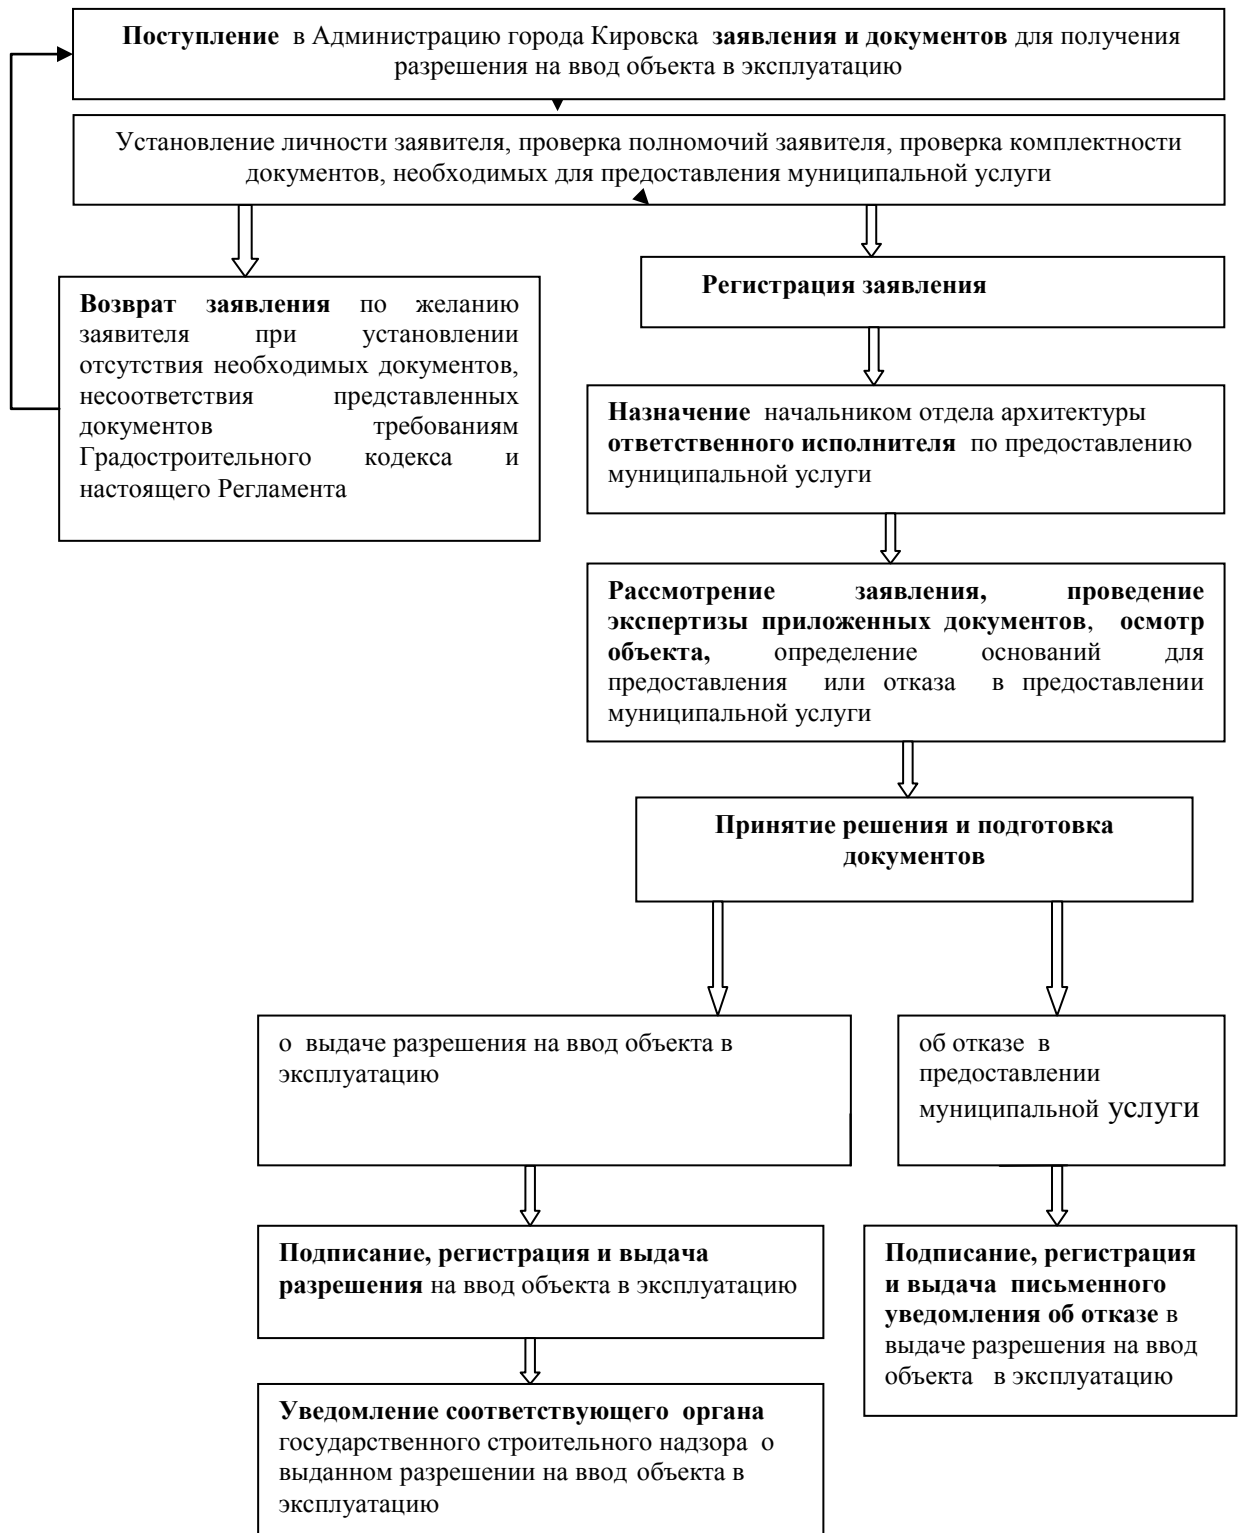 Поступление в Администрацию города Кировска заявления и документов для получения
разрешения на ввод объекта в эксплуатацию
Установление личности заявителя, проверка полномочий заявителя, проверка комплектности
документов, необходимых для предоставления муниципальной услуги
Возврат заявления по желанию
заявителя при установлении
отсутствия необходимых документов,
несоответствия представленных
документов требованиям
Градостроительного кодекса и
настоящего Регламента
Регистрация заявления
Назначение начальником отдела архитектуры
ответственного исполнителя по предоставлению
муниципальной услуги
Рассмотрение заявления, проведение
экспертизы приложенных документов, осмотр
объекта, определение оснований для
предоставления или отказа в предоставлении
муниципальной услуги
Принятие решения и подготовка
документов
о выдаче разрешения на ввод объекта в
эксплуатацию
об отказе в
предоставлении
муниципальной услуги
Подписание, регистрация и выдача
разрешения на ввод объекта в эксплуатацию
Подписание, регистрация
и выдача письменного
уведомления об отказе в
выдаче разрешения на ввод
объекта в эксплуатацию
Уведомление соответствующего органа
государственного строительного надзора о
выданном разрешении на ввод объекта в
эксплуатацию